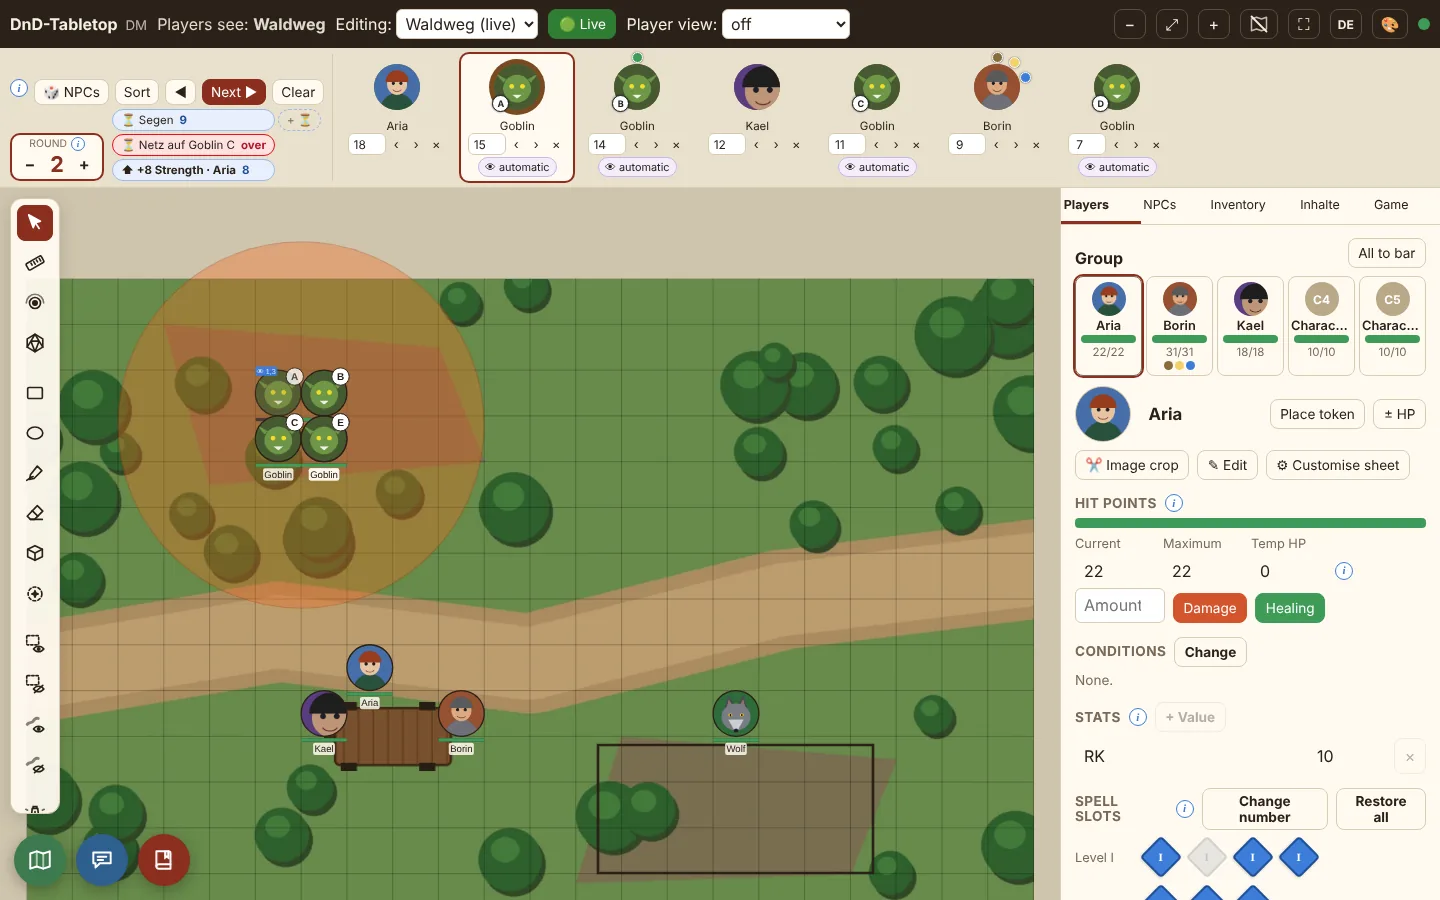 DnD-Tabletop DM Players see: Waldweg Editing: Waldweg (live) Live Player view: off DE
NPCs Sort Next Clear
ROUND
− 2 +
Segen 9
+
Netz auf Goblin C over
+8 Strength · Aria 8
Aria
18
A
Goblin
15
automatic
B
Goblin
14
automatic
Kael
12
C
Goblin
11
automatic
Borin
9
D
Goblin
7
automatic
Players NPCs Inventory Inhalte Game
Group All to bar
Aria
22/22
Borin
31/31
Kael
18/18
C4
Charac...
10/10
C5
Charac...
10/10
Aria Place token ± HP
Image crop Edit Customise sheet
HIT POINTS
Current Maximum Temp HP
22 22 0
Amount Damage Healing
CONDITIONS Change
None.
STATS + Value
RK 10 ×
SPELL SLOTS Change number Restore all
Level I I I I I
1,3
A B
C E
Goblin Goblin
Aria
Kael Borin
Wolf